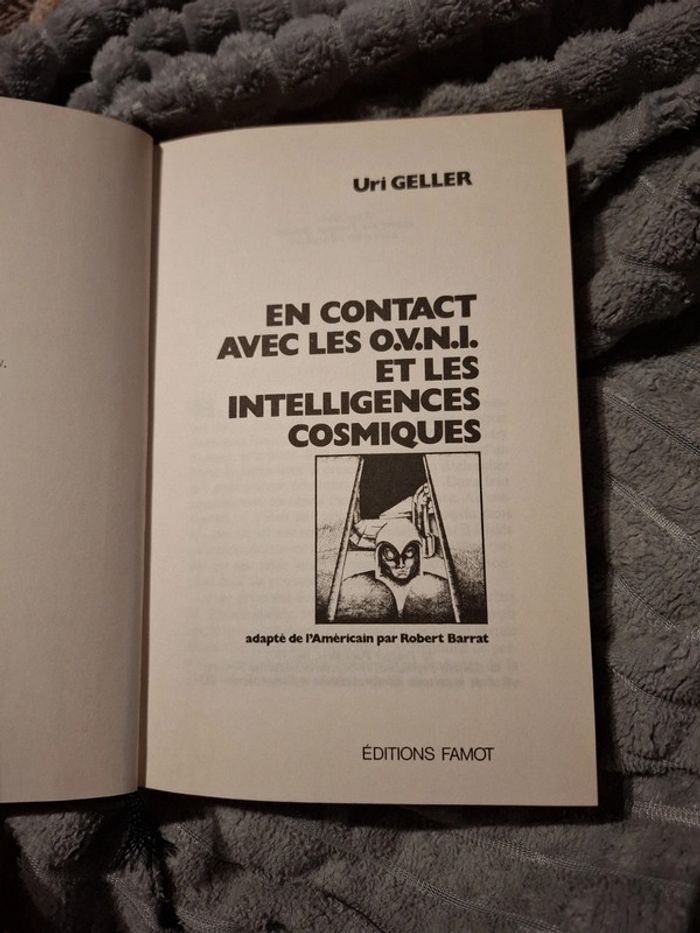 Uri GELLER
EN CONTACT
AVEC LES O.V.N.I.
ET LES
INTELLIGENCES
COSMIQUES
adapté de l'Américain par Robert Barrat
ÉDITIONS FAMOT